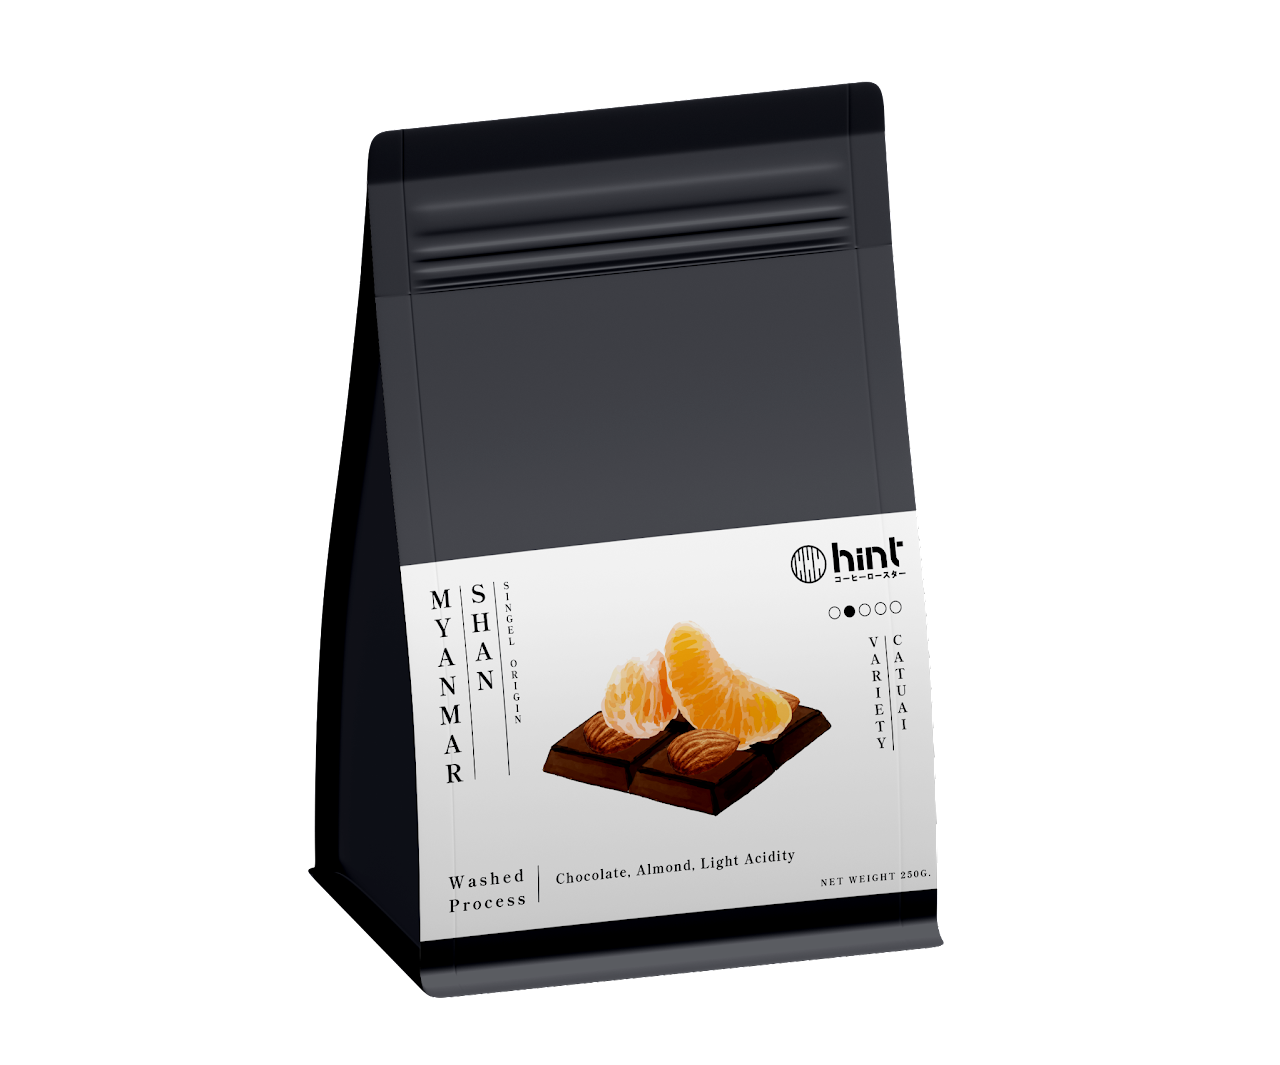 hint
コーヒーロースター
MYANMAR
SHAN
SINGEL ORIGIN
VARIETY
CATUAI
Washed
Process
Chocolate, Almond, Light Acidity
NET WEIGHT 250G.